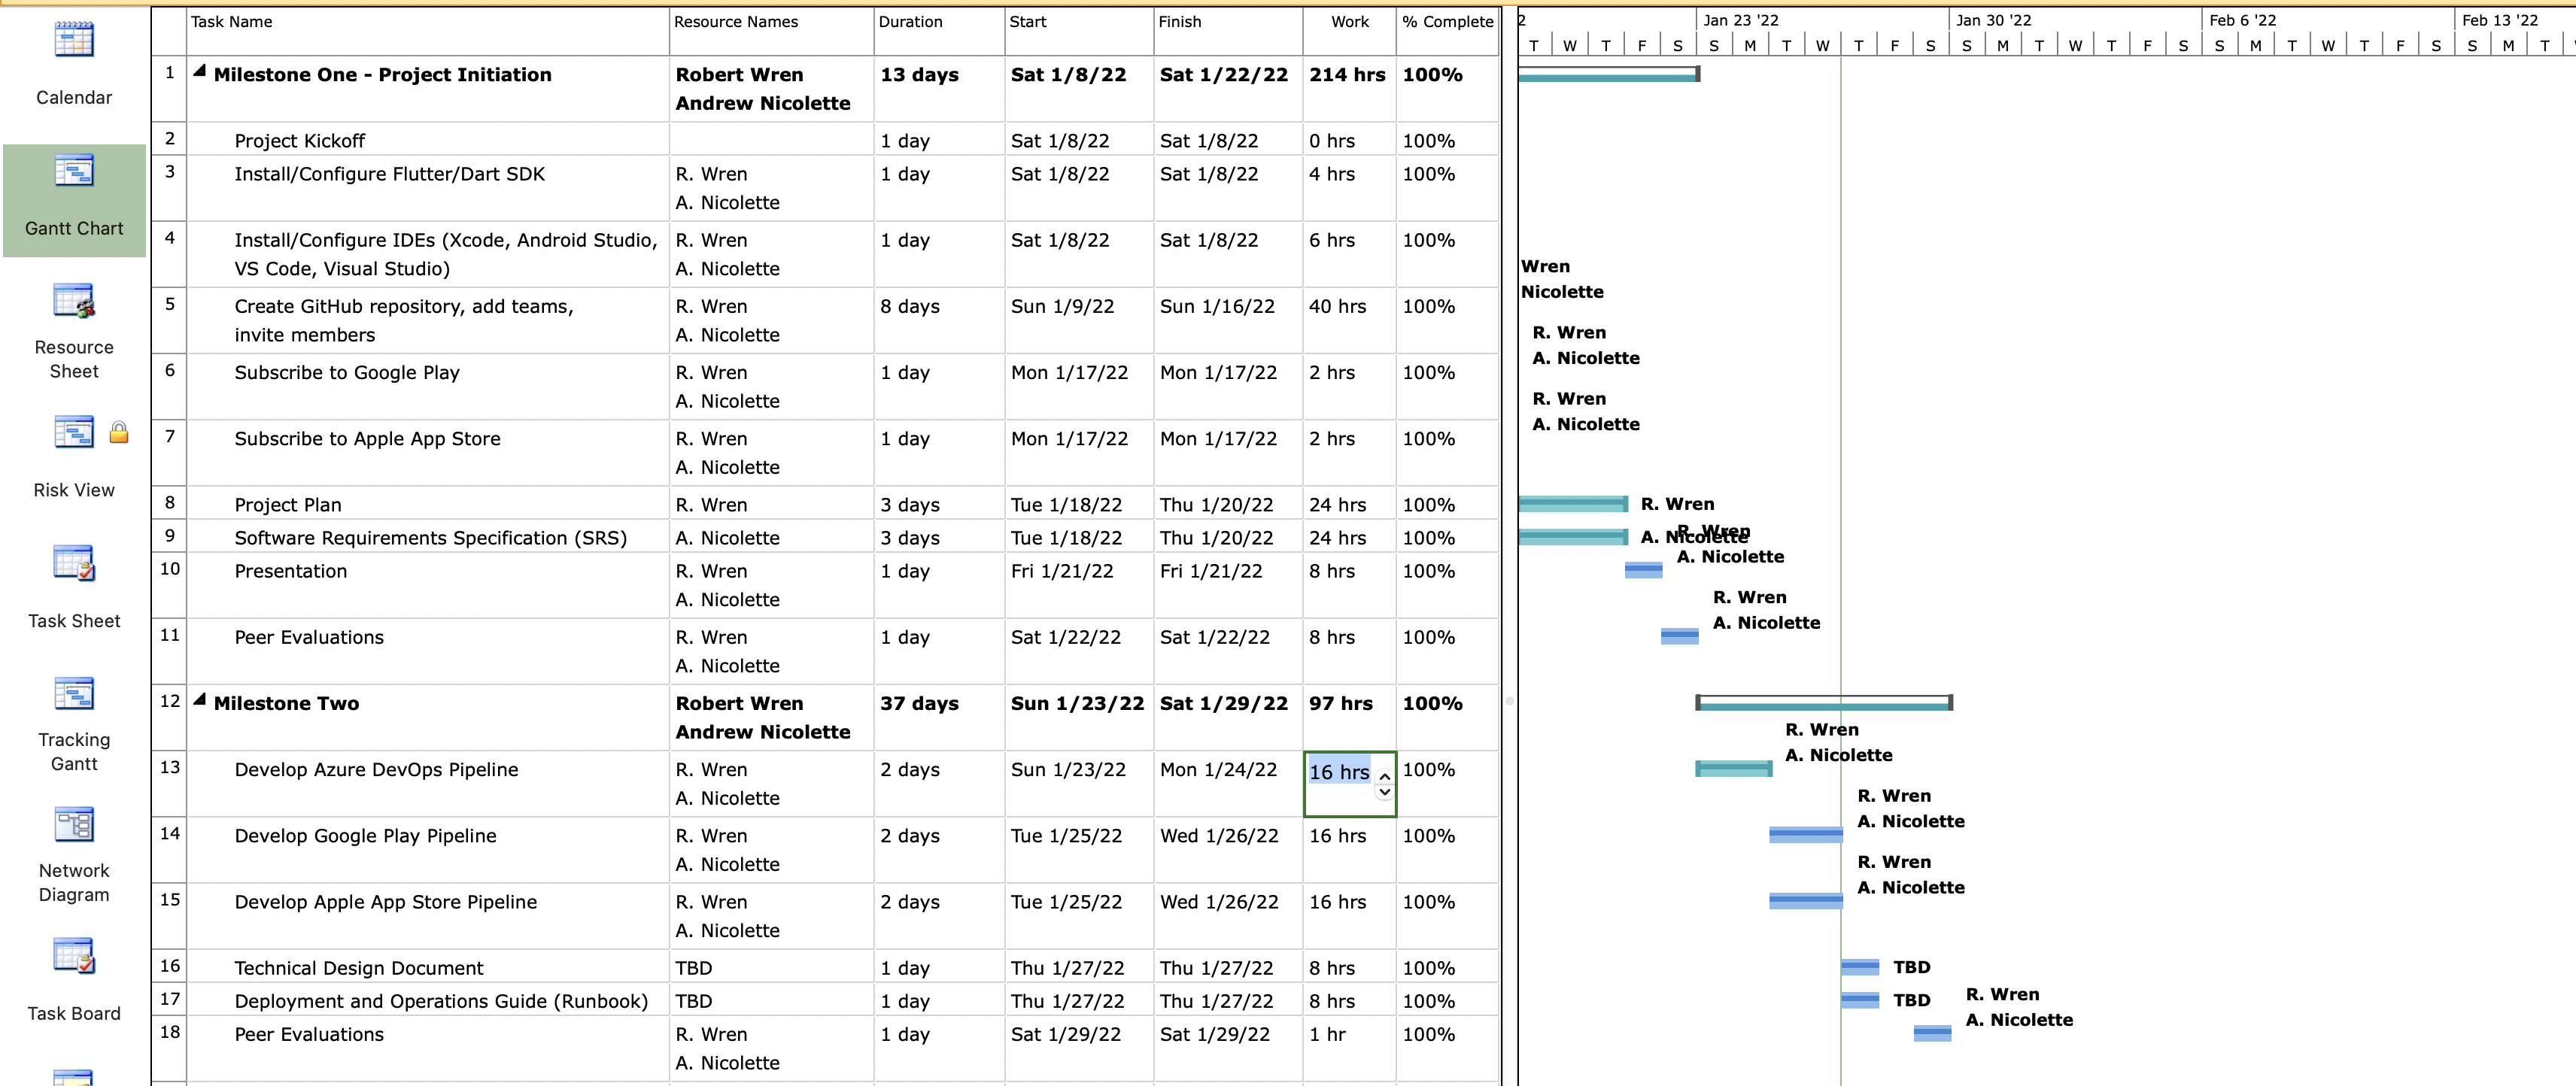 Calendar
Gantt Chart
Resource
Sheet
Risk View
Task Sheet
Tracking
Gantt
Network
Diagram
Task Board
Task Name Resource Names Duration Start Finish Work % Complete
1 Milestone One - Project Initiation Robert Wren 13 days Sat 1/8/22 Sat 1/22/22 214 hrs 100%
Andrew Nicolette
2 Project Kickoff 1 day Sat 1/8/22 Sat 1/8/22 0 hrs 100%
3 Install/Configure Flutter/Dart SDK R. Wren 1 day Sat 1/8/22 Sat 1/8/22 4 hrs 100%
A. Nicolette
4 Install/Configure IDEs (Xcode, Android Studio, R. Wren 1 day Sat 1/8/22 Sat 1/8/22 6 hrs 100%
VS Code, Visual Studio) A. Nicolette
5 Create GitHub repository, add teams, R. Wren 8 days Sun 1/9/22 Sun 1/16/22 40 hrs 100%
invite members A. Nicolette
6 Subscribe to Google Play R. Wren 1 day Mon 1/17/22 Mon 1/17/22 2 hrs 100%
A. Nicolette
7 Subscribe to Apple App Store R. Wren 1 day Mon 1/17/22 Mon 1/17/22 2 hrs 100%
A. Nicolette
8 Project Plan R. Wren 3 days Tue 1/18/22 Thu 1/20/22 24 hrs 100%
9 Software Requirements Specification (SRS) A. Nicolette 3 days Tue 1/18/22 Thu 1/20/22 24 hrs 100%
10 Presentation R. Wren 1 day Fri 1/21/22 Fri 1/21/22 8 hrs 100%
A. Nicolette
11 Peer Evaluations R. Wren 1 day Sat 1/22/22 Sat 1/22/22 8 hrs 100%
A. Nicolette
12 Milestone Two Robert Wren 37 days Sun 1/23/22 Sat 1/29/22 97 hrs 100%
Andrew Nicolette
13 Develop Azure DevOps Pipeline R. Wren 2 days Sun 1/23/22 Mon 1/24/22 16 hrs 100%
A. Nicolette
14 Develop Google Play Pipeline R. Wren 2 days Tue 1/25/22 Wed 1/26/22 16 hrs 100%
A. Nicolette
15 Develop Apple App Store Pipeline R. Wren 2 days Tue 1/25/22 Wed 1/26/22 16 hrs 100%
A. Nicolette
16 Technical Design Document TBD 1 day Thu 1/27/22 Thu 1/27/22 8 hrs 100%
17 Deployment and Operations Guide (Runbook) TBD 1 day Thu 1/27/22 Thu 1/27/22 8 hrs 100%
18 Peer Evaluations R. Wren 1 day Sat 1/29/22 Sat 1/29/22 1 hr 100%
A. Nicolette
2 Jan 23 '22 Jan 30 '22 Feb 6 '22 Feb 13 '22
T W T F S S M T W T F S S M T W T F S S M T W T F S S M T
Wren
Nicolette
R. Wren
A. Nicolette
R. Wren
A. Nicolette
R. Wren
R. Wren
A. Nicolette
A. Nicolette
R. Wren
A. Nicolette
R. Wren
A. Nicolette
R. Wren
A. Nicolette
R. Wren
A. Nicolette
TBD
TBD
R. Wren
A. Nicolette